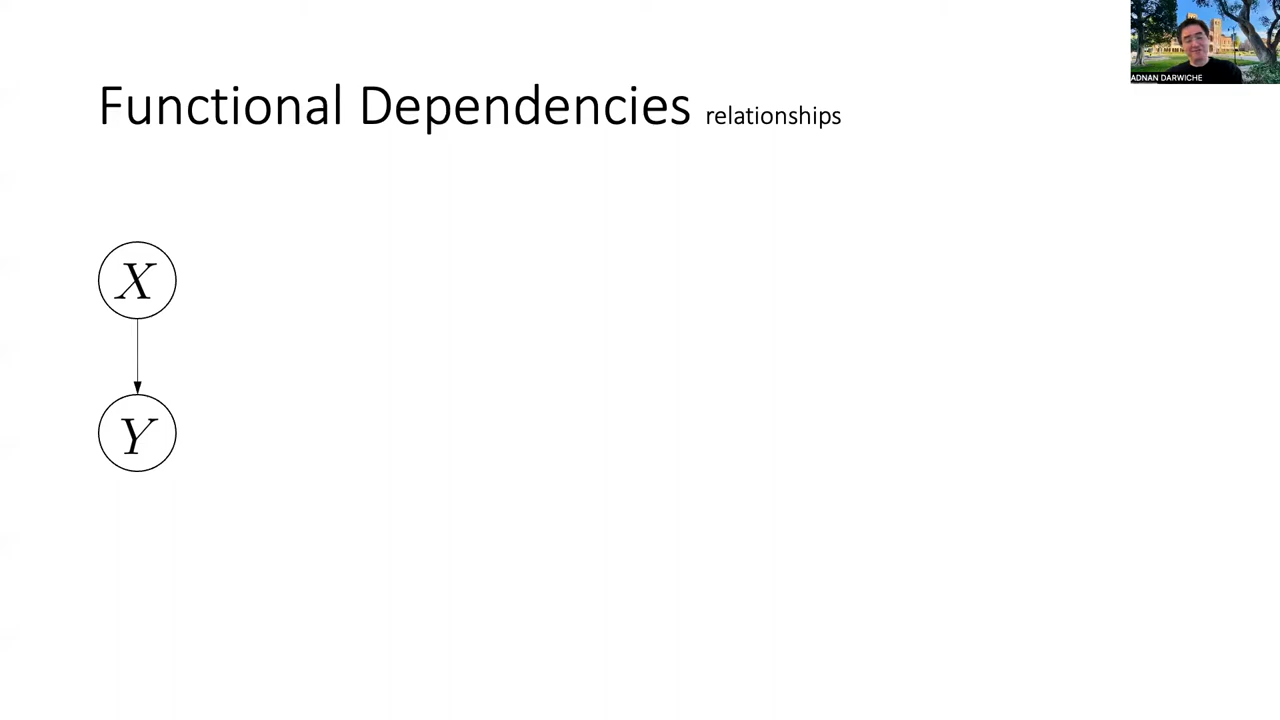 ADNAN DARWICHE
Functional Dependencies relationships
X
Y